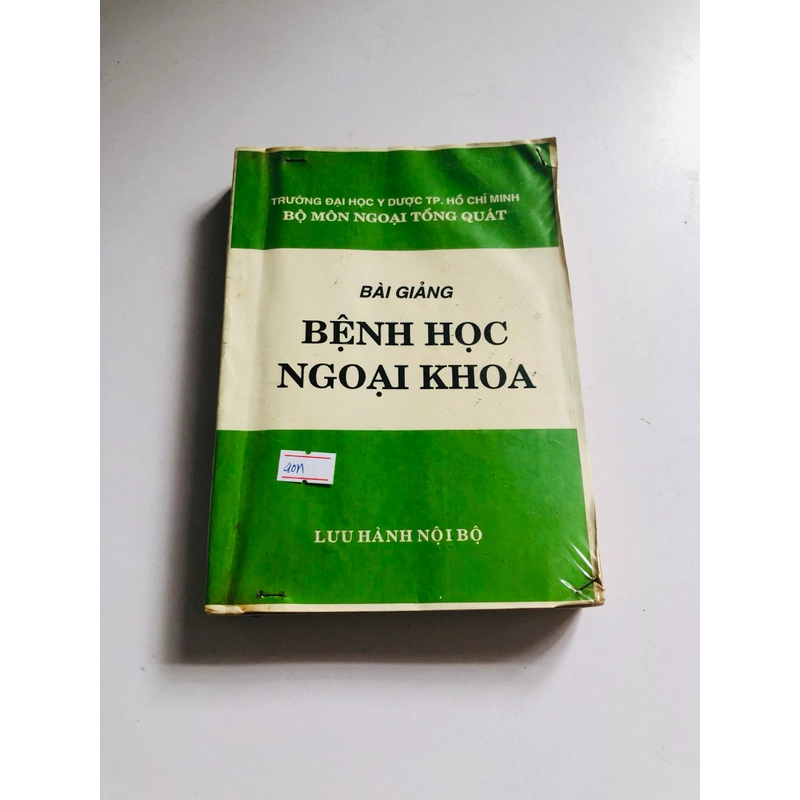 TRƯỜNG ĐẠI HỌC Y DƯỢC TP. HỒ CHÍ MINH
BỘ MÔN NGOẠI TỔNG QUÁT
BÀI GIẢNG
BỆNH HỌC
NGOẠI KHOA
LƯU HÀNH NỘI BỘ